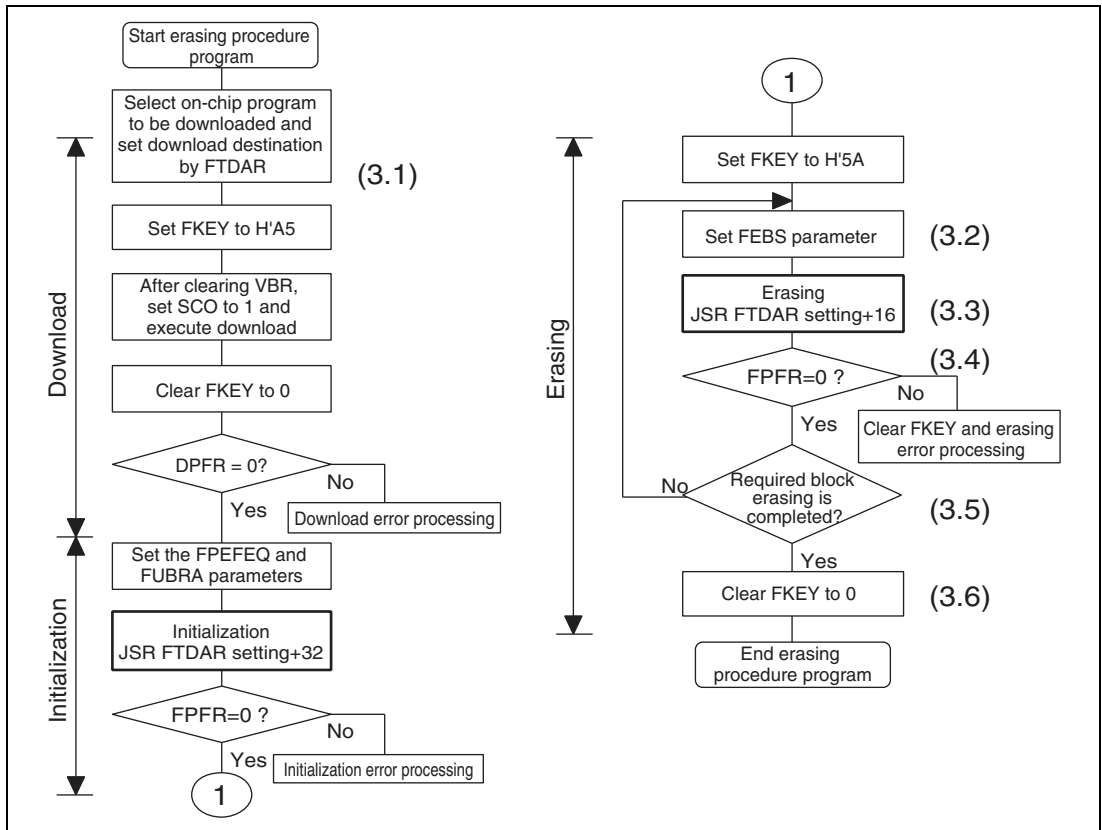 Start erasing procedure
program
Select on-chip program
to be downloaded and
set download destination
by FTDAR
(3.1)
Set FKEY to H'A5
After clearing VBR,
set SCO to 1 and
execute download
Clear FKEY to 0
DPFR = 0?
No
Yes
Download error processing
Download
Set the FPEFEQ and
FUBRA parameters
Initialization
JSR FTDAR setting+32
FPFR=0 ?
No
Yes
Initialization error processing
Initialization
1
1
Set FKEY to H'5A
Set FEBS parameter
(3.2)
Erasing
JSR FTDAR setting+16
(3.3)
(3.4)
FPFR=0 ?
No
Yes
Clear FKEY and erasing
error processing
Erasing
No
Required block
erasing is
completed?
(3.5)
Yes
Clear FKEY to 0
(3.6)
End erasing
procedure program